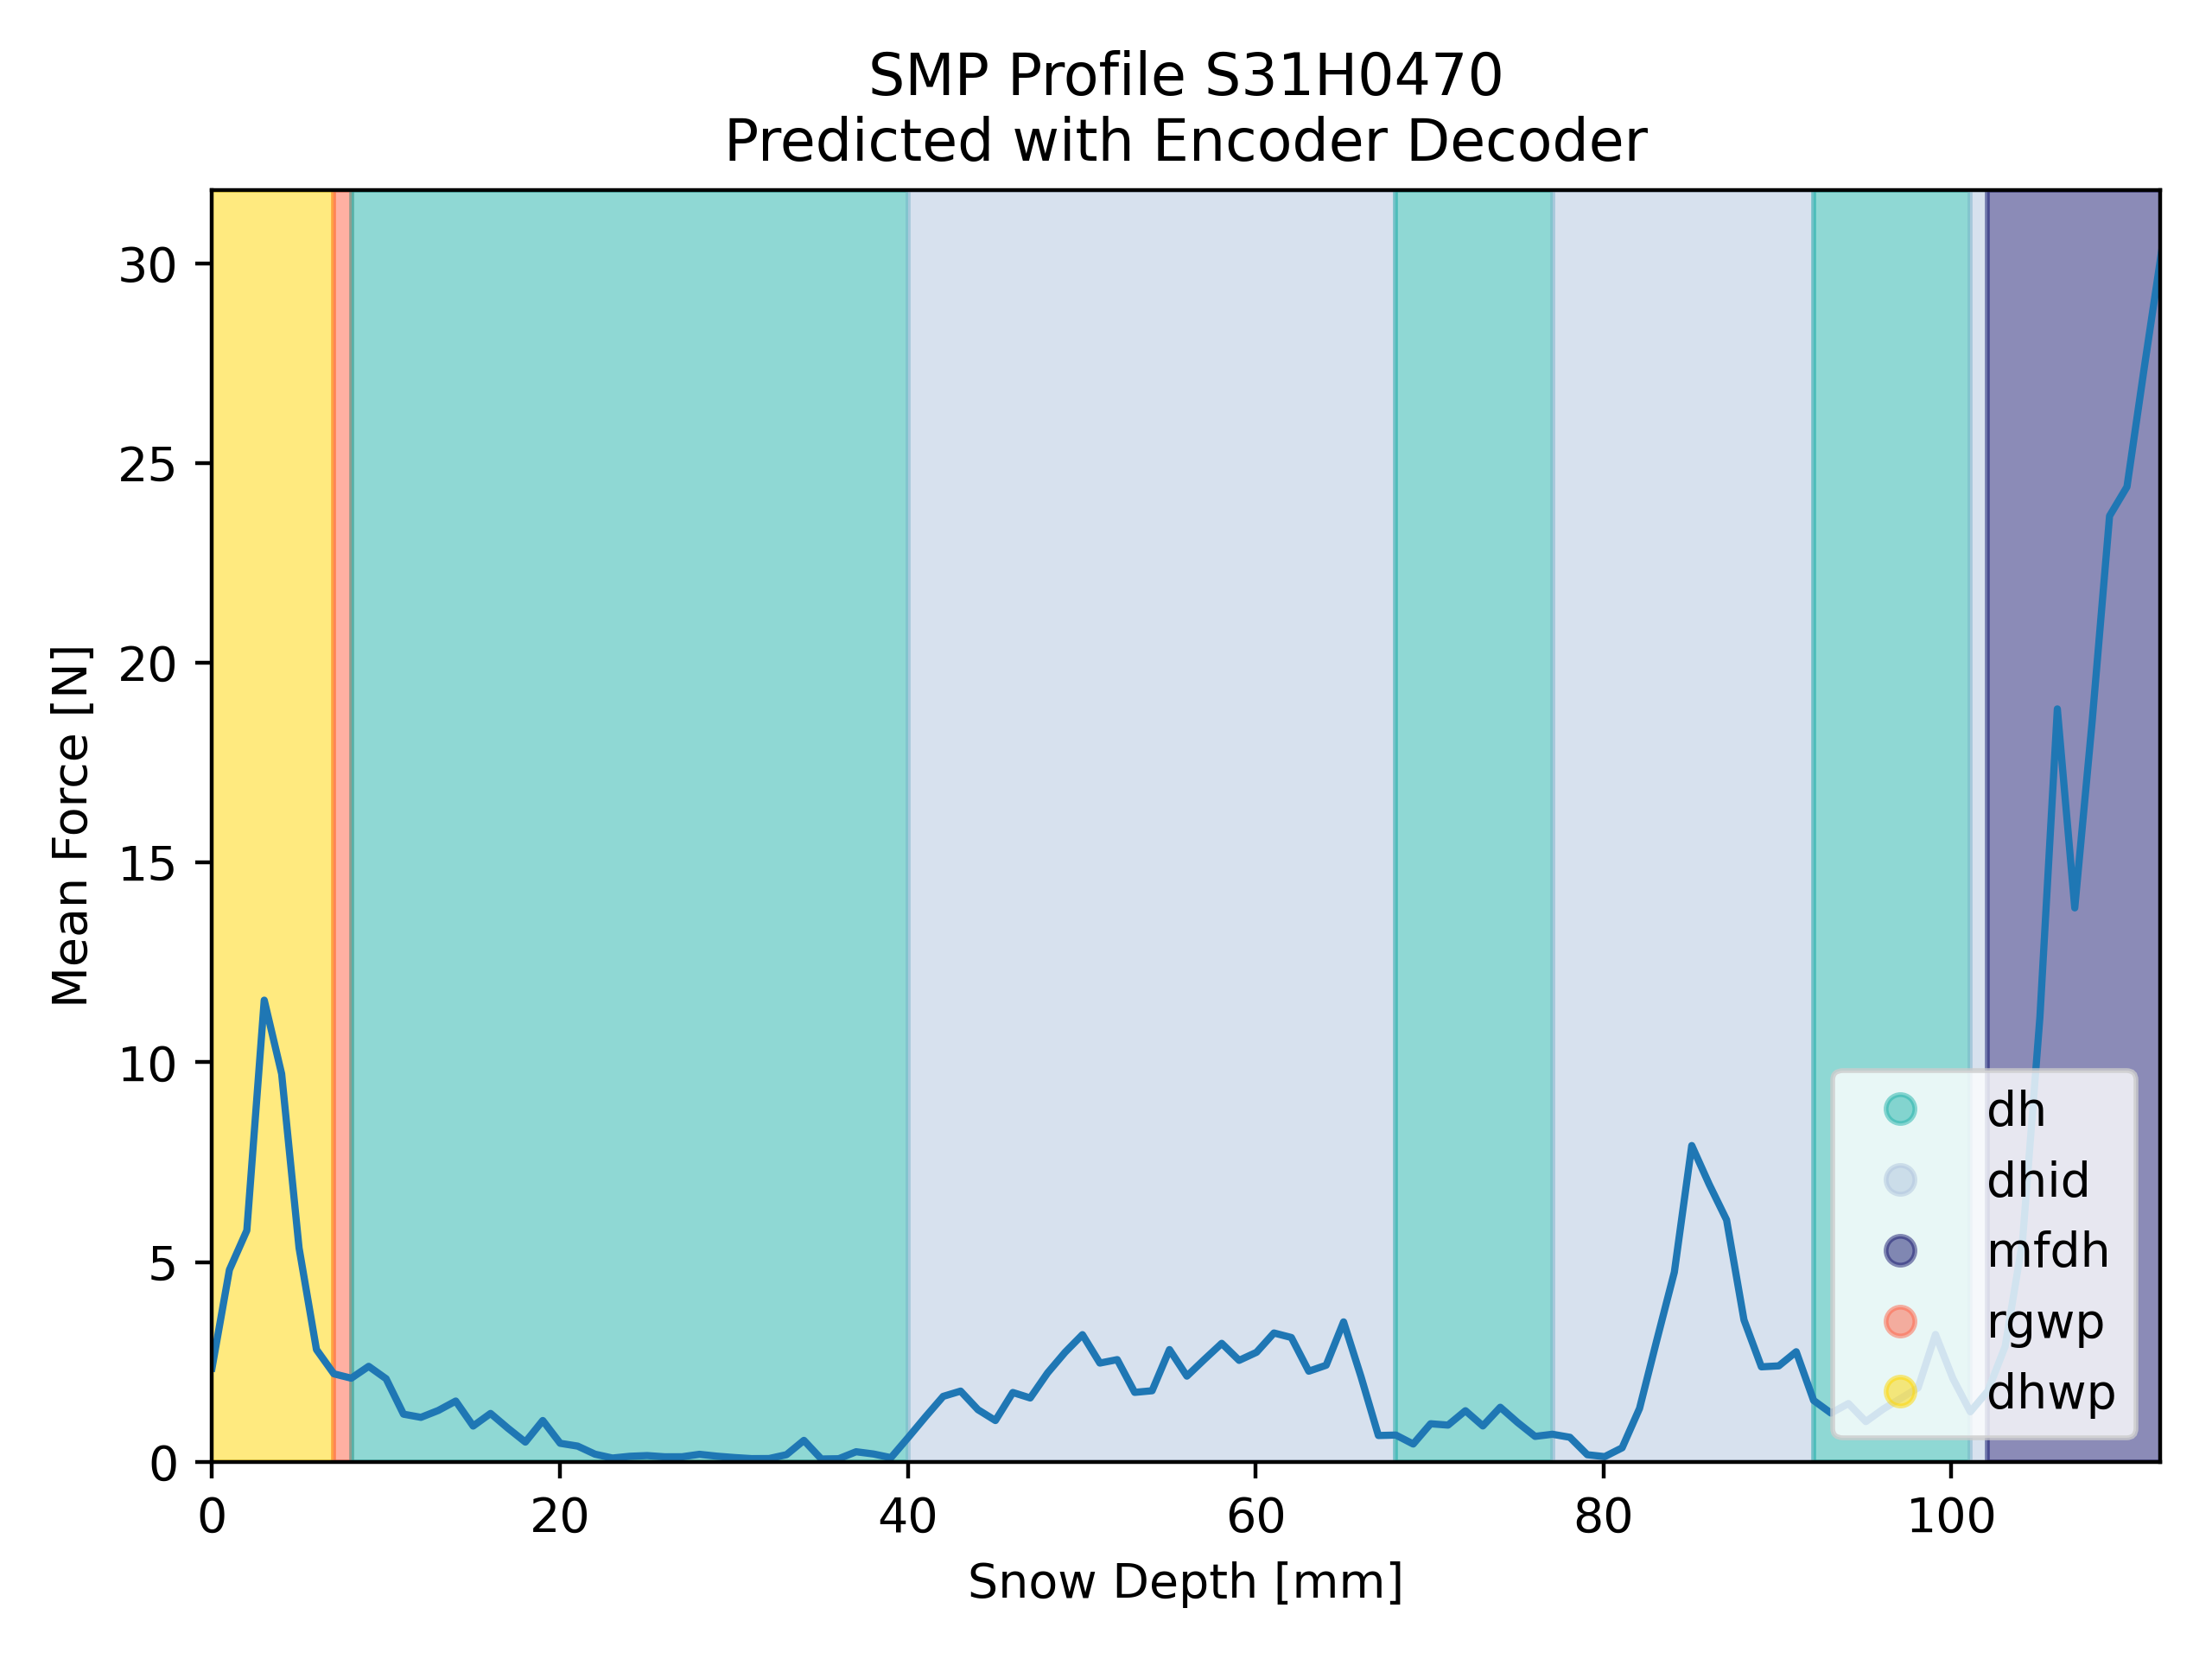 SMP Profile S31H0470
Predicted with Encoder Decoder
Mean Force [N]
30
25
20
15
10
5
0
0 20 40 60 80 100
Snow Depth [mm]
dh
dhid
mfdh
rgwp
dhwp